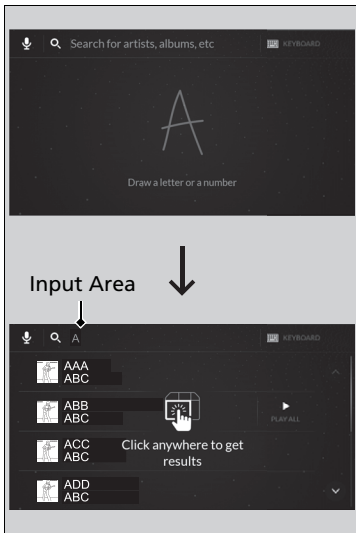 Search for artists, albums, etc
KEYBOARD
A
Draw a letter or a number
Input Area
A
KEYBOARD
AAA
ABC
ABB
ABC
PLAY ALL
ACC
ABC
Click anywhere to get
results
ADD
ABC